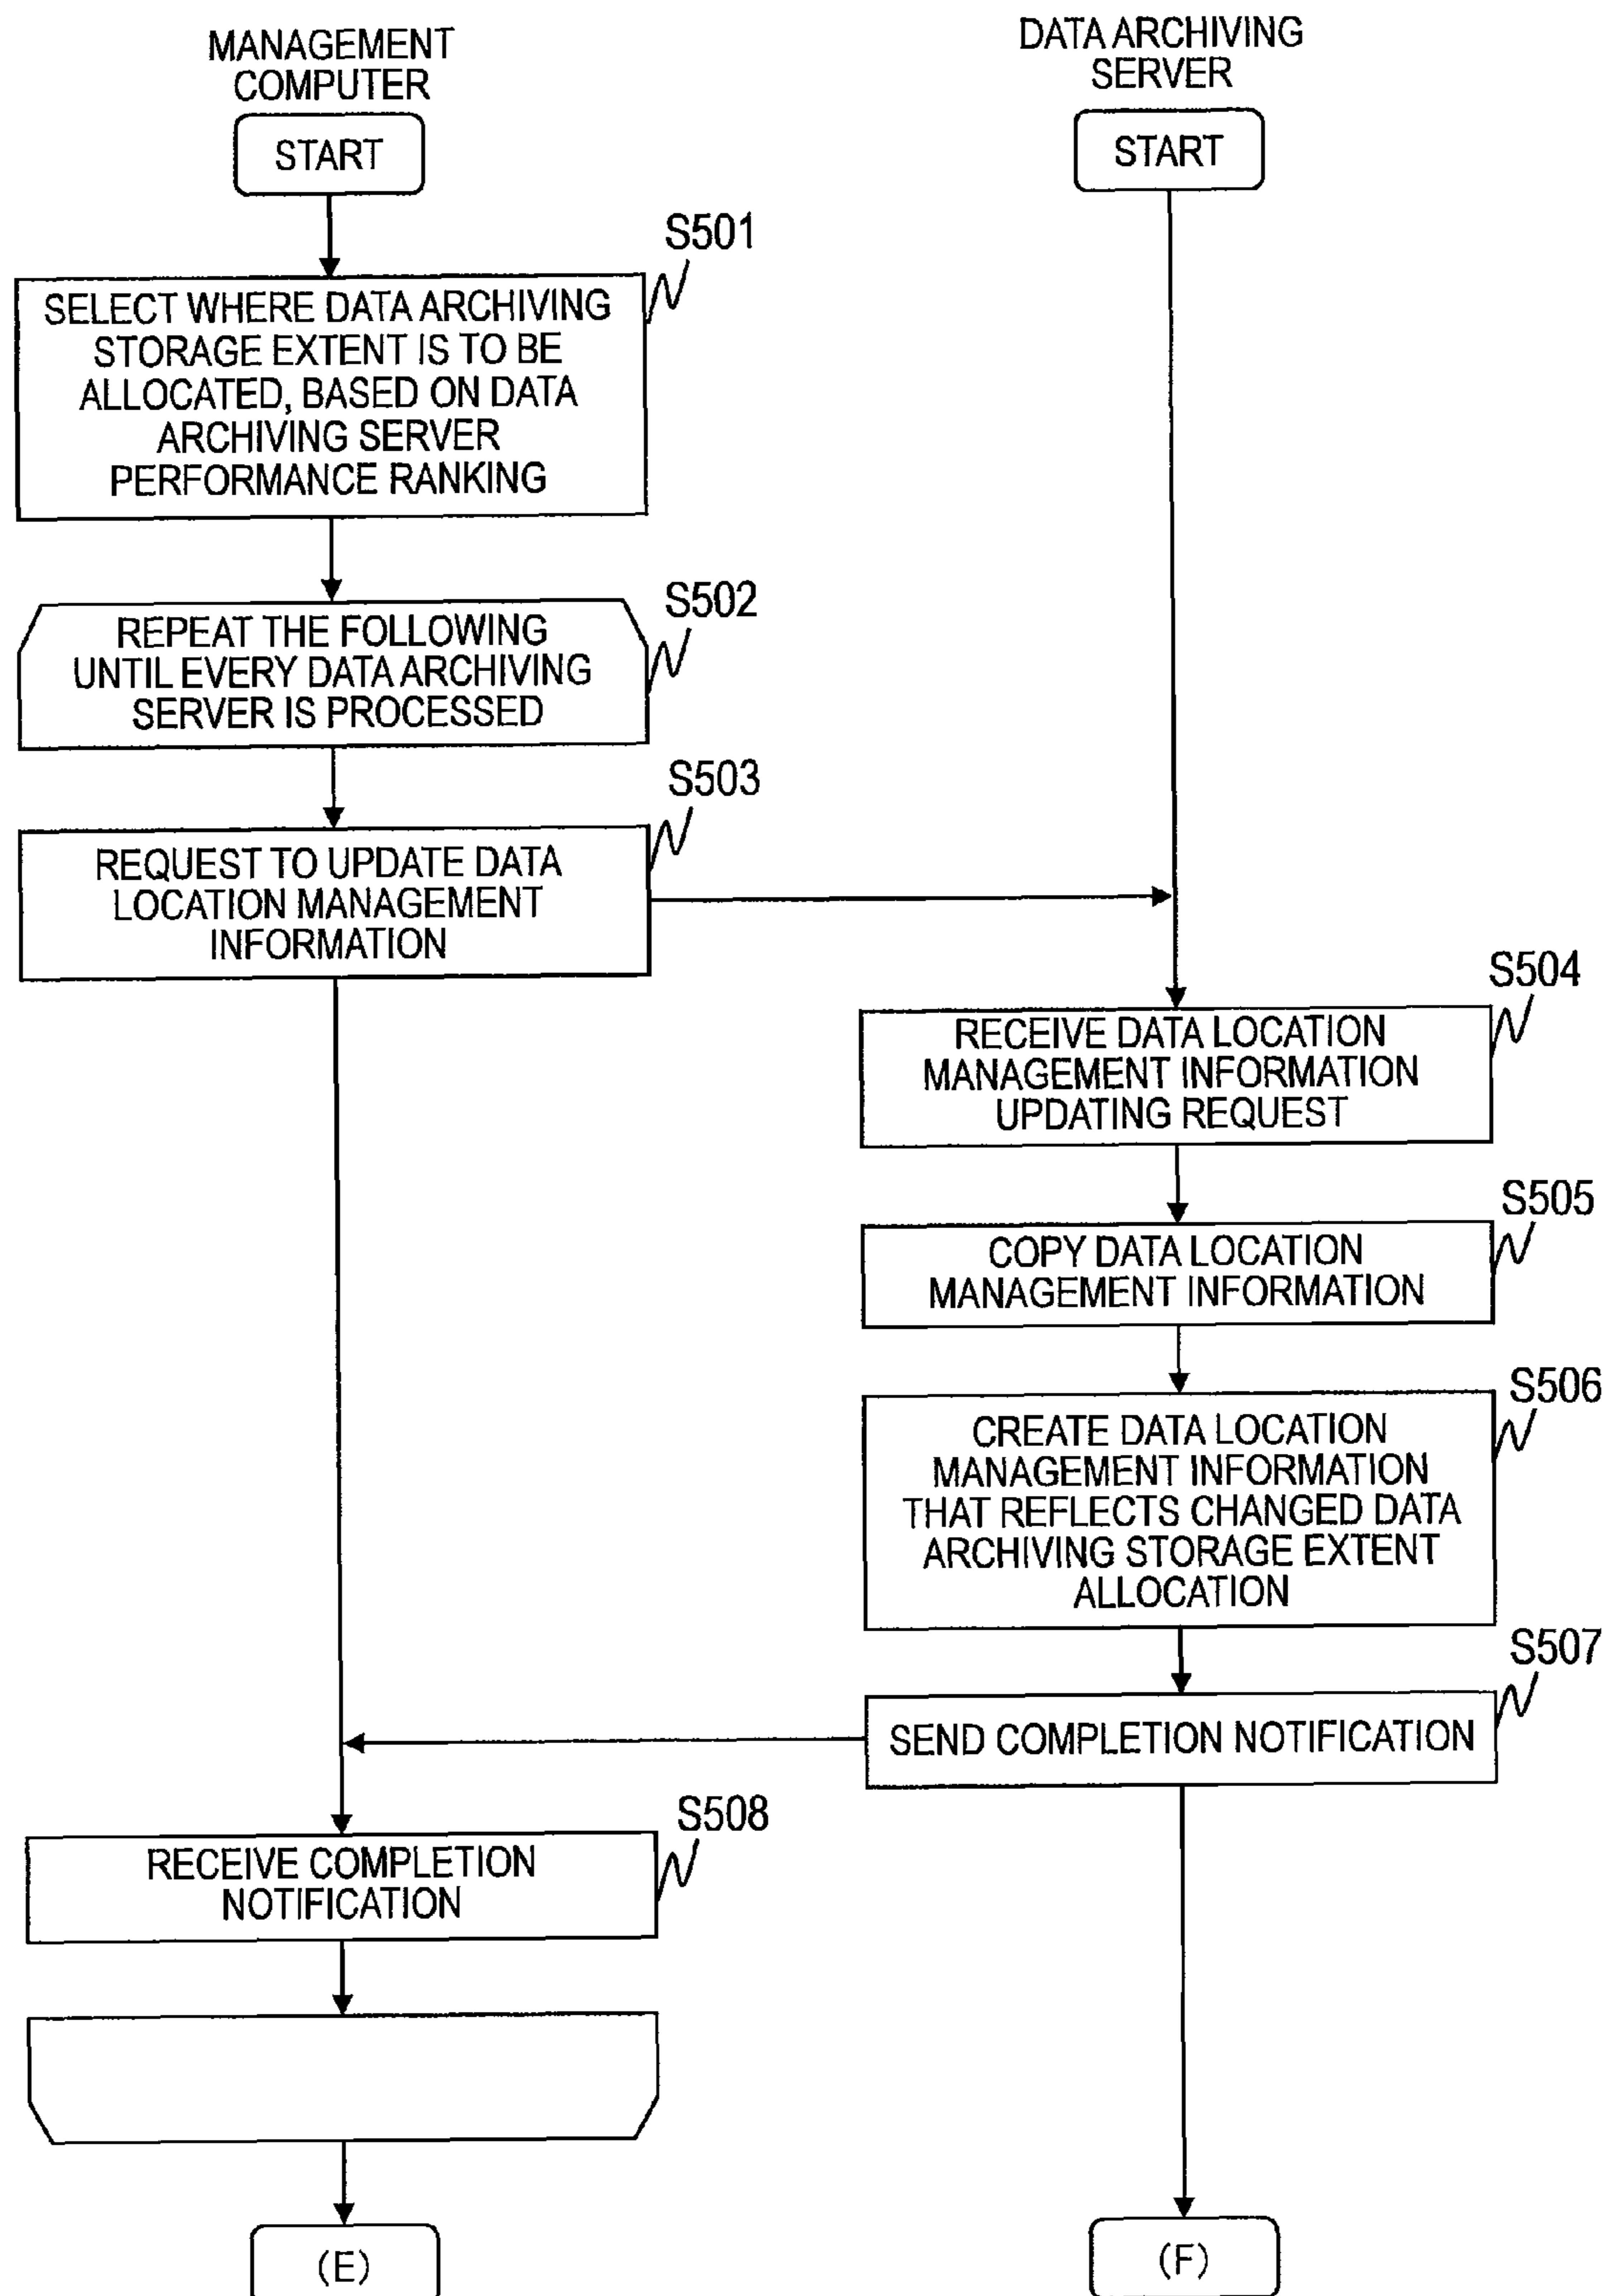 MANAGEMENT
COMPUTER
START
DATA ARCHIVING
SERVER
START
S501
SELECT WHERE DATA ARCHIVING
STORAGE EXTENT IS TO BE
ALLOCATED, BASED ON DATA
ARCHIVING SERVER
PERFORMANCE RANKING
S502
REPEAT THE FOLLOWING
UNTIL EVERY DATA ARCHIVING
SERVER IS PROCESSED
S503
REQUEST TO UPDATE DATA
LOCATION MANAGEMENT
INFORMATION
S504
RECEIVE DATA LOCATION
MANAGEMENT INFORMATION
UPDATING REQUEST
S505
COPY DATA LOCATION
MANAGEMENT INFORMATION
S506
CREATE DATA LOCATION
MANAGEMENT INFORMATION
THAT REFLECTS CHANGED DATA
ARCHIVING STORAGE EXTENT
ALLOCATION
S507
SEND COMPLETION NOTIFICATION
S508
RECEIVE COMPLETION
NOTIFICATION
(E)
(F)